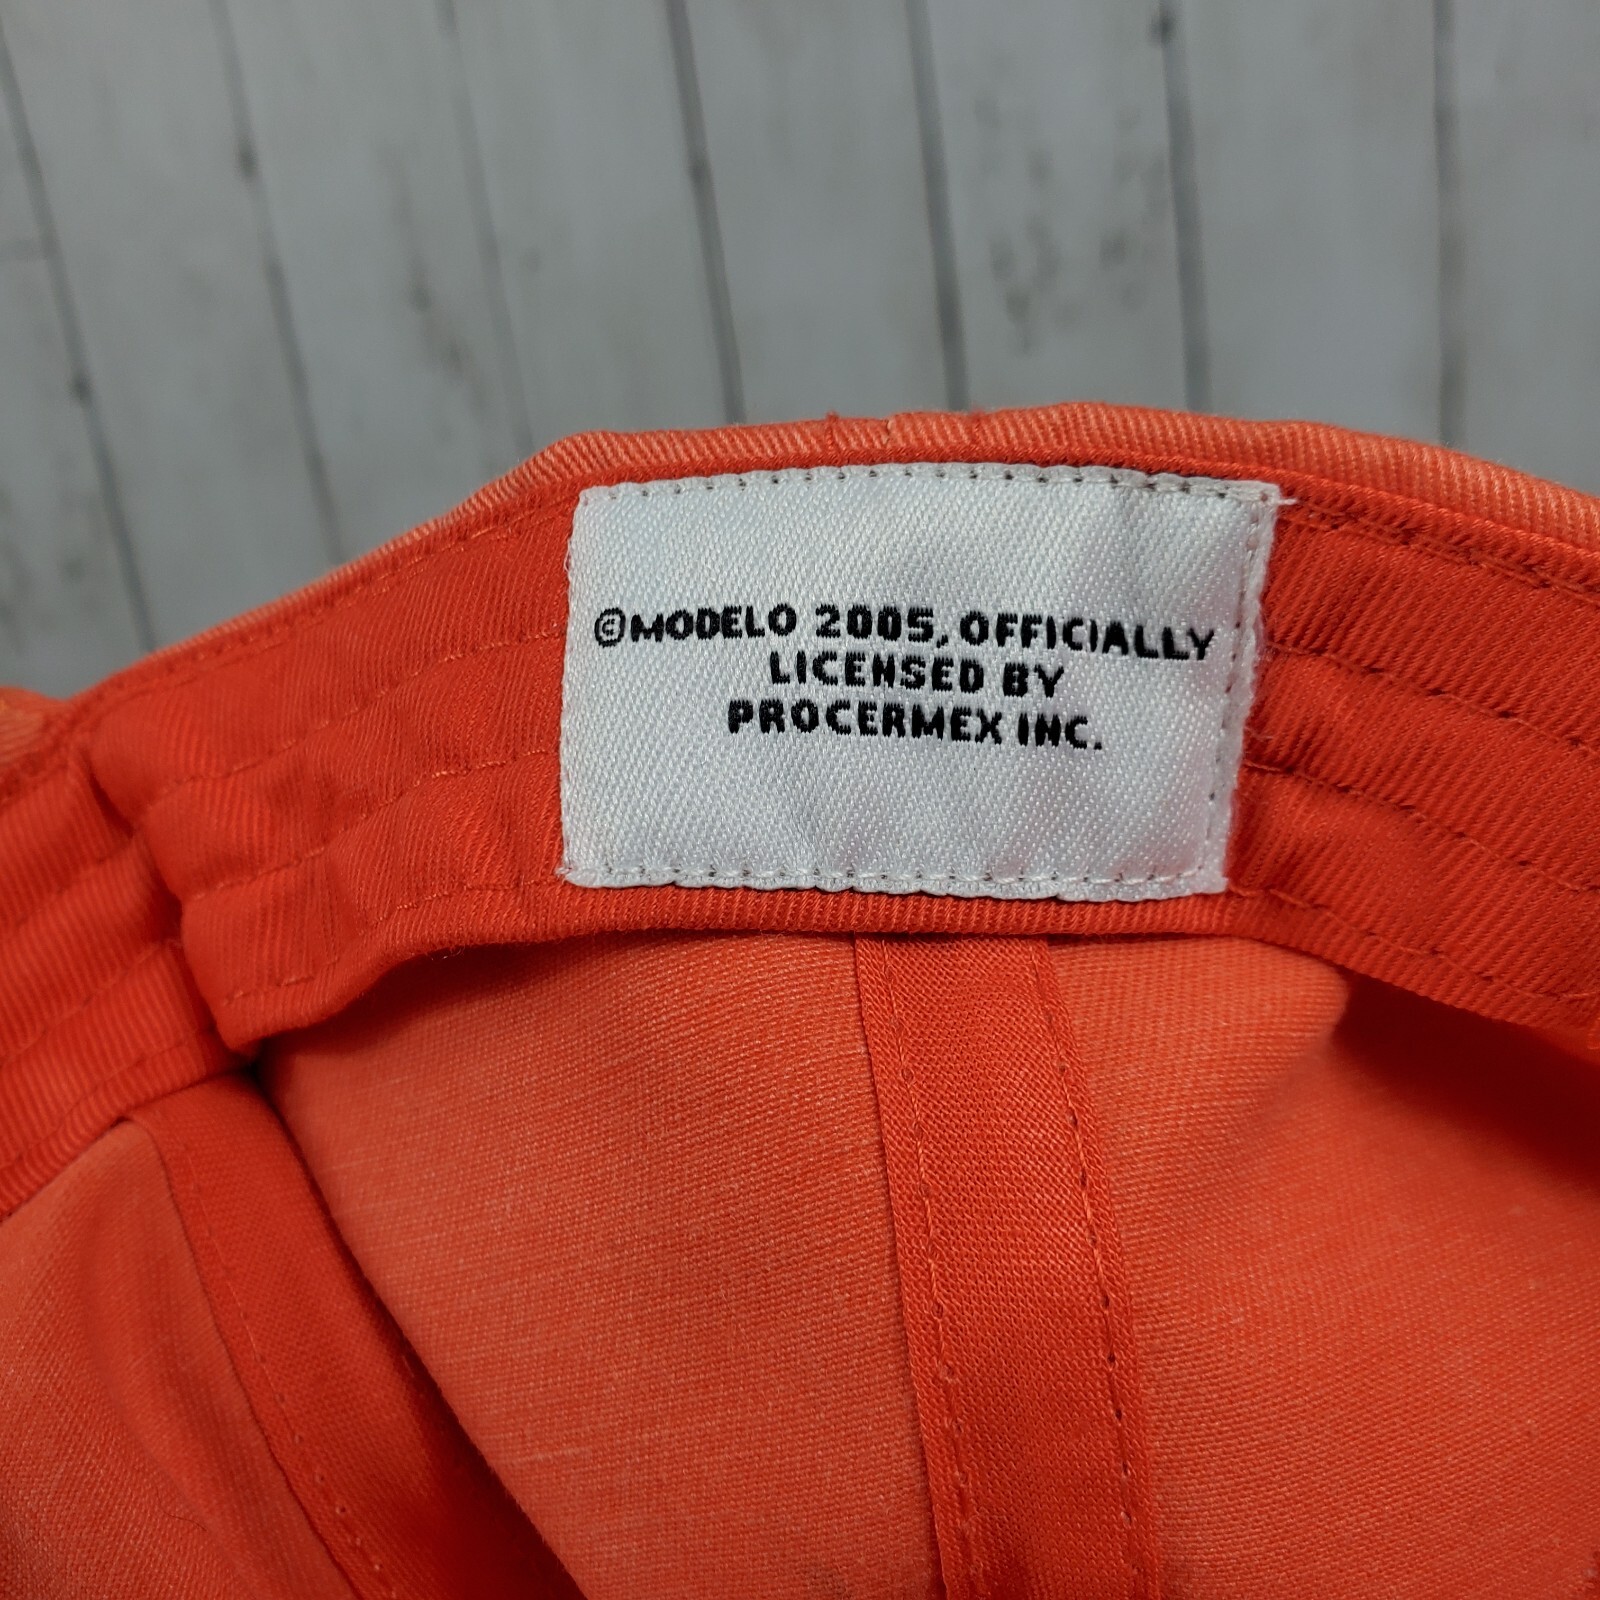 ©MODELO 2005, OFFICIALLY
LICENSED BY
PROCERMEX INC.